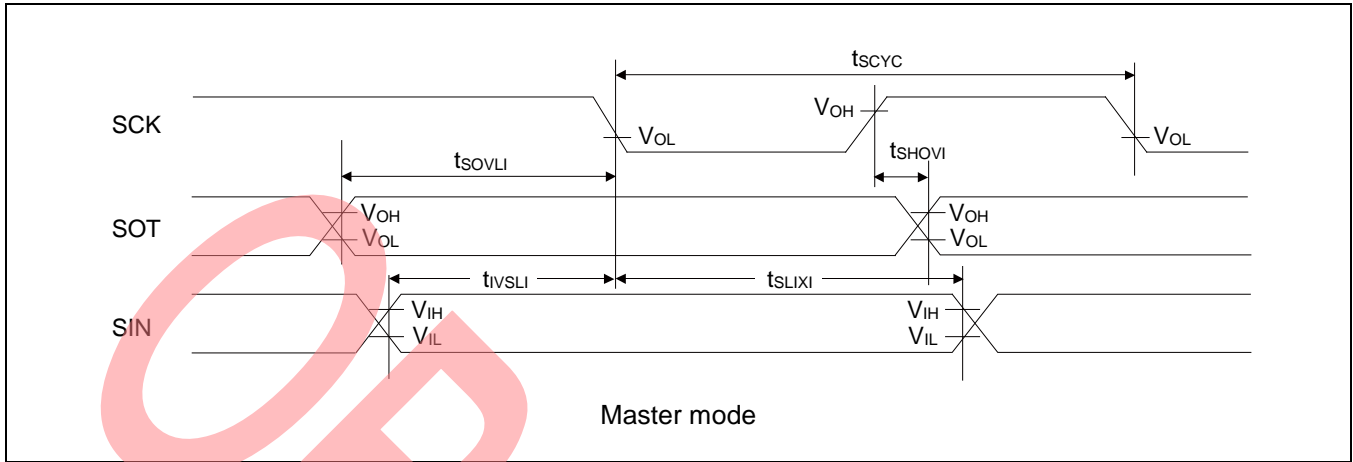 tSCYC
SCK
VOH
VOL
VOL
tSHOVI
tSOVLI
SOT
VOH
VOL
VOH
VOL
tIVSLI
tSLIXI
SIN
VIH
VIL
VIH
VIL
Master mode